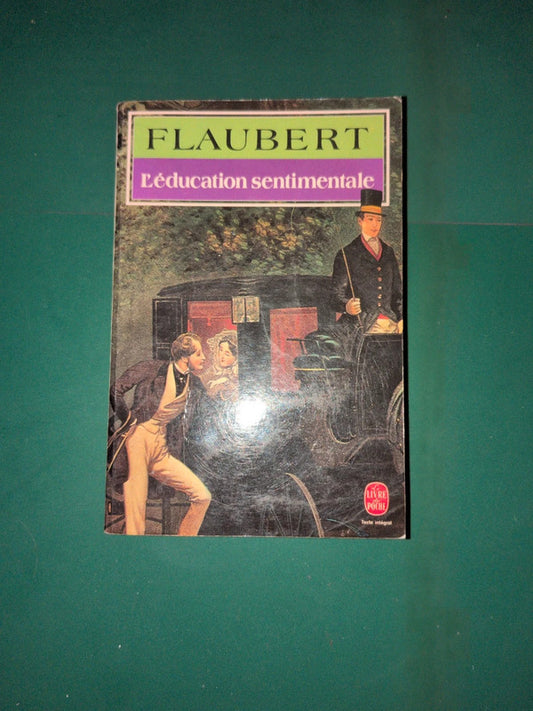 FLAUBERT
L'éducation sentimentale
Le
LIVRE
de
POCHE
Texte intégral